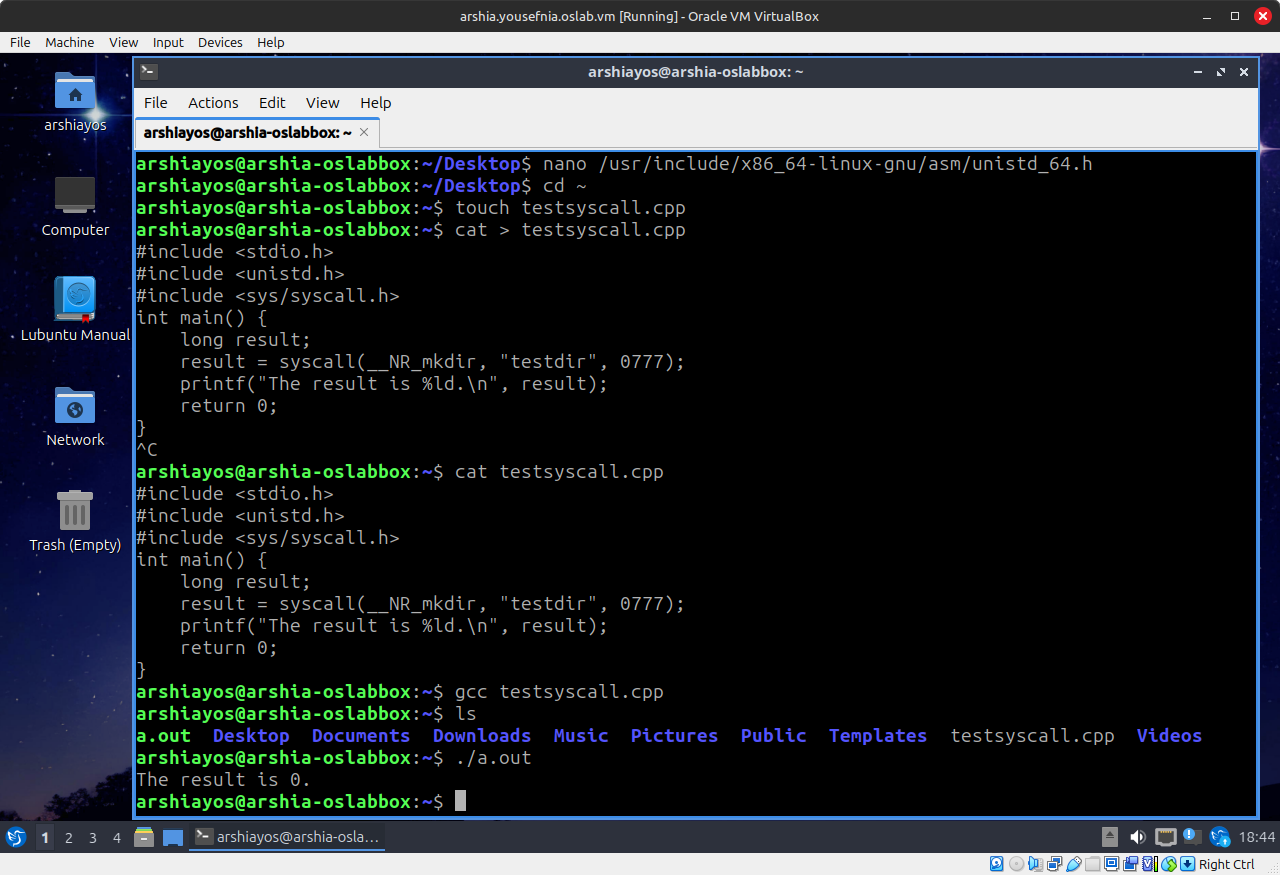 arshia.yousefnia.oslab.vm [Running] - Oracle VM VirtualBox
File Machine View Input Devices Help
arshiayos@arshia-oslabbox: ~
File Actions Edit View Help
arshiayos@arshia-oslabbox: ~
arshiayos
Computer
Lubuntu Manual
Network
Trash (Empty)
arshiayos@arshia-oslabbox:~/Desktop$ nano /usr/include/x86_64-linux-gnu/asm/unistd_64.h
arshiayos@arshia-oslabbox:~/Desktop$ cd ~
arshiayos@arshia-oslabbox:~$ touch testsyscall.cpp
arshiayos@arshia-oslabbox:~$ cat > testsyscall.cpp
#include <stdio.h>
#include <unistd.h>
#include <sys/syscall.h>
int main() {
    long result;
    result = syscall(__NR_mkdir, "testdir", 0777);
    printf("The result is %ld.\n", result);
    return 0;
}
^C
arshiayos@arshia-oslabbox:~$ cat testsyscall.cpp
#include <stdio.h>
#include <unistd.h>
#include <sys/syscall.h>
int main() {
    long result;
    result = syscall(__NR_mkdir, "testdir", 0777);
    printf("The result is %ld.\n", result);
    return 0;
}
arshiayos@arshia-oslabbox:~$ gcc testsyscall.cpp
arshiayos@arshia-oslabbox:~$ ls
a.out Desktop Documents Downloads Music Pictures Public Templates testsyscall.cpp Videos
arshiayos@arshia-oslabbox:~$ ./a.out
The result is 0.
arshiayos@arshia-oslabbox:~$
1 2 3 4 arshiayos@arshia-osla... 18:44
Right Ctrl